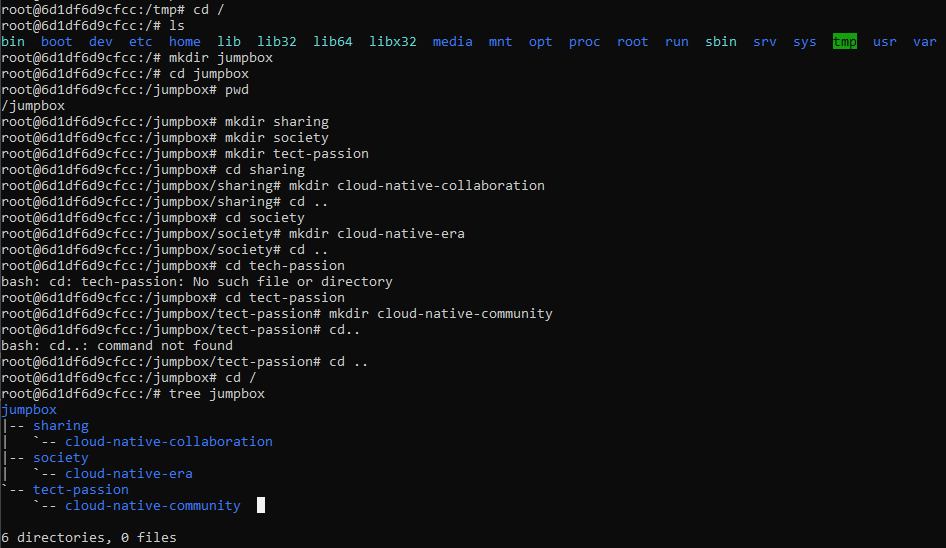 root@6d1df6d9cfcc:/tmp# cd /
root@6d1df6d9cfcc:/# ls
bin  boot  dev  etc  home  lib  lib32  lib64  libx32  media  mnt  opt  proc  root  run  sbin  srv  sys  tmp  usr  var
root@6d1df6d9cfcc:/# mkdir jumpbox
root@6d1df6d9cfcc:/# cd jumpbox
root@6d1df6d9cfcc:/jumpbox# pwd
/jumpbox
root@6d1df6d9cfcc:/jumpbox# mkdir sharing
root@6d1df6d9cfcc:/jumpbox# mkdir society
root@6d1df6d9cfcc:/jumpbox# mkdir tect-passion
root@6d1df6d9cfcc:/jumpbox# cd sharing
root@6d1df6d9cfcc:/jumpbox/sharing# mkdir cloud-native-collaboration
root@6d1df6d9cfcc:/jumpbox/sharing# cd ..
root@6d1df6d9cfcc:/jumpbox# cd society
root@6d1df6d9cfcc:/jumpbox/society# mkdir cloud-native-era
root@6d1df6d9cfcc:/jumpbox/society# cd ..
root@6d1df6d9cfcc:/jumpbox# cd tech-passion
bash: cd: tech-passion: No such file or directory
root@6d1df6d9cfcc:/jumpbox# cd tect-passion
root@6d1df6d9cfcc:/jumpbox/tect-passion# mkdir cloud-native-community
root@6d1df6d9cfcc:/jumpbox/tect-passion# cd..
bash: cd..: command not found
root@6d1df6d9cfcc:/jumpbox/tect-passion# cd ..
root@6d1df6d9cfcc:/jumpbox# cd /
root@6d1df6d9cfcc:/# tree jumpbox
jumpbox
|-- sharing
|   `-- cloud-native-collaboration
|-- society
|   `-- cloud-native-era
`-- tect-passion
    `-- cloud-native-community

6 directories, 0 files